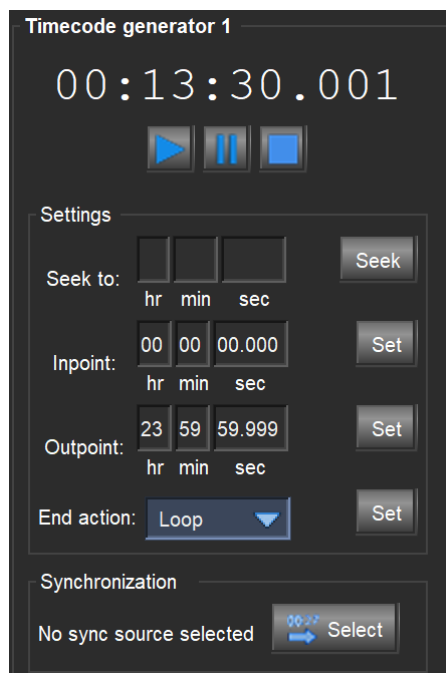 Timecode generator 1
00:13:30.001
Settings
Seek to:
Seek
hr min sec
Inpoint:
00 00 00.000
Set
hr min sec
Outpoint:
23 59 59.999
Set
hr min sec
End action:
Loop
Set
Synchronization
No sync source selected
Select